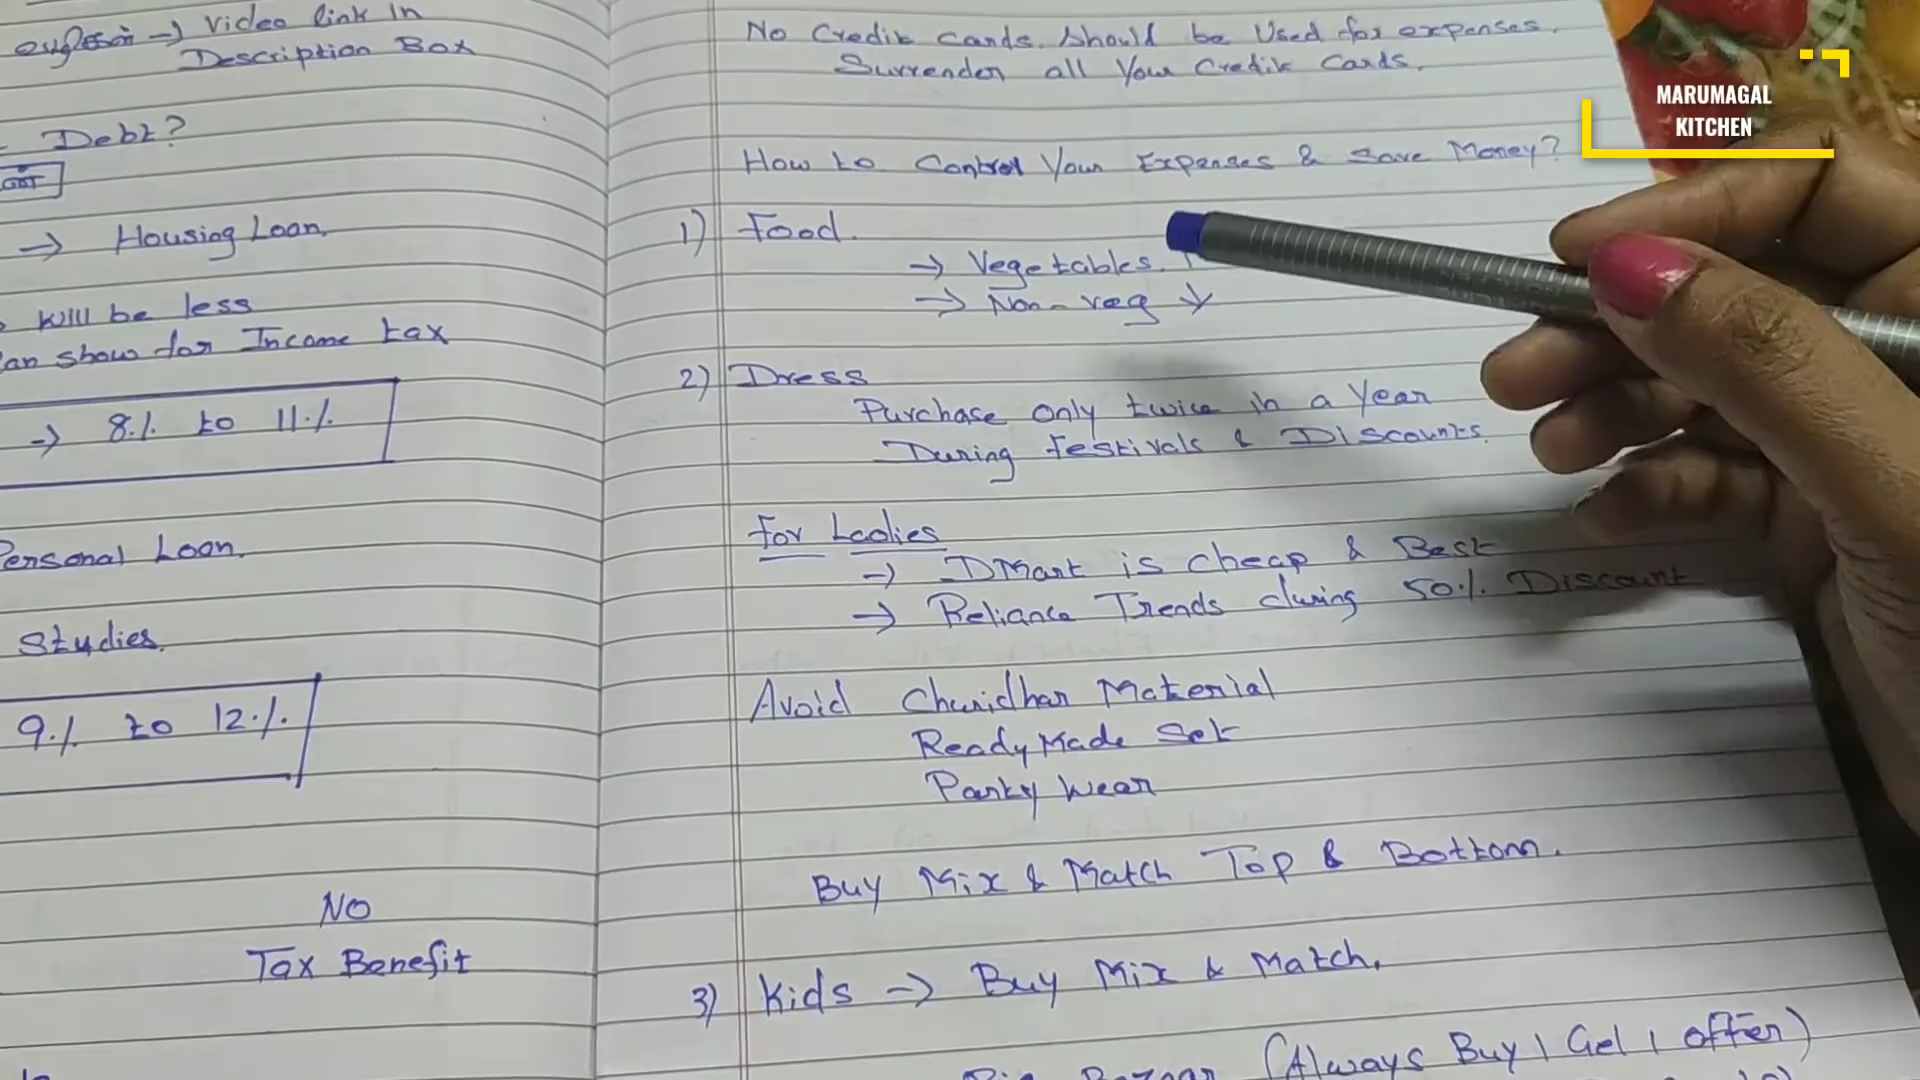 → Video link in
Description Box
Debt?
→ Housing Loan.
will be less
an show for Income tax
→ 8% to 11%
Personal Loan.
Studies.
9% to 12%
No
Tax Benefit
No Credit Cards should be Used for expenses.
Surrender all Your Credit Cards.
How to Control Your Expenses & Save Money?
1) Food.
→ Vegetables.
→ Non-veg ↓
2) Dress
Purchase only twice in a Year
During Festivals & Discounts.
For Ladies
→ DMart is cheap & Best
→ Reliance Trends during 50% Discount
Avoid Churidhar Material
ReadyMade Set
Party Wear
Buy Mix & Match Top & Bottom.
3) Kids → Buy Mix & Match.
(Always Buy 1 Get 1 offer)
MARUMAGAL
KITCHEN